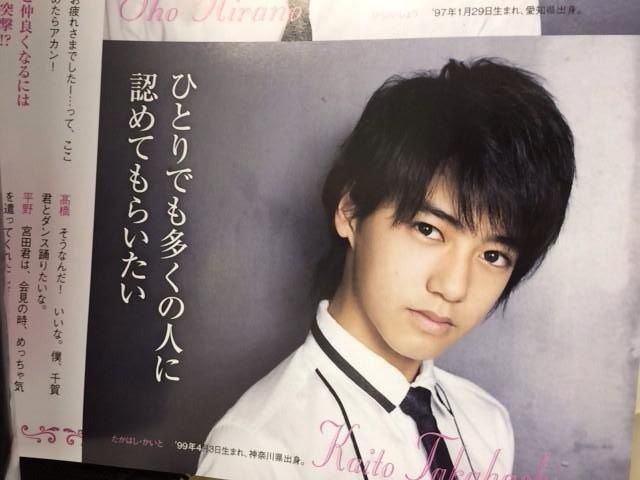 Sho Hirano
'97年1月29日生まれ、愛知県出身。
ひとりでも多くの人に
認めてもらいたい
お疲れさまでしたー…って、ここ
めたらアカン！
仲良くなるには
突撃!?
髙橋 そうなんだ！ いいな。僕、千賀
君とダンス踊りたいな。
平野 宮田君は、会見の時、めっちゃ気
を遣ってくれ
たかはし・かいと '99年4月3日生まれ、神奈川県出身。
Kaito Takahash